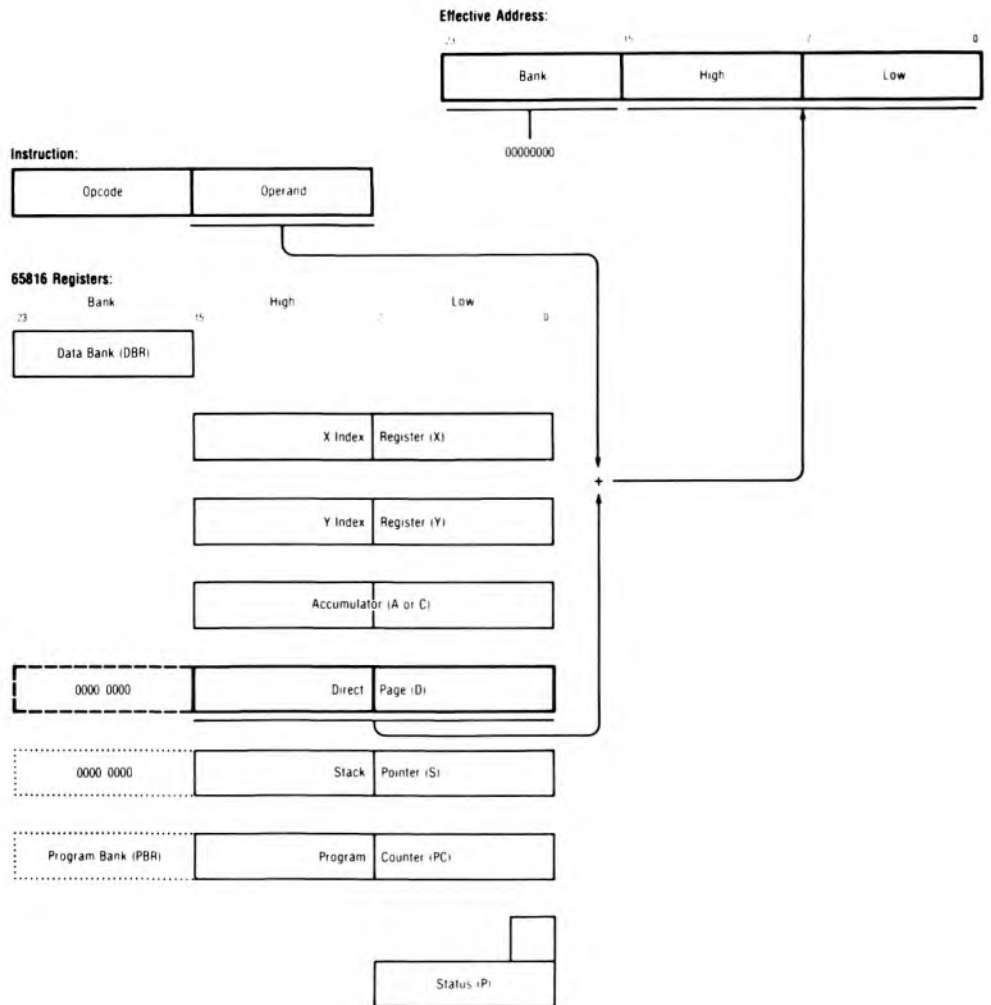 Effective Address:
23 15 7 0
Bank High Low
00000000
Instruction:
Opcode Operand
65816 Registers:
Bank High Low
23 15 7 0
Data Bank (DBR)
X Index Register (X)
Y Index Register (Y)
Accumulator (A or C)
+
0000 0000 Direct Page (D)
0000 0000 Stack Pointer (S)
Program Bank (PBR) Program Counter (PC)
Status (P)